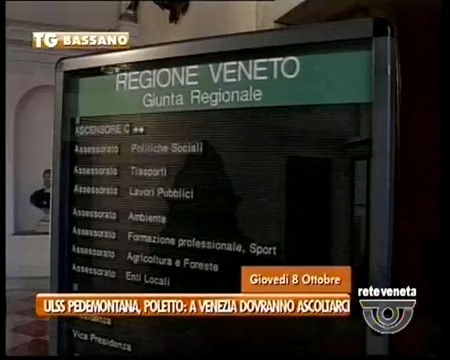 TG BASSANO
REGIONE VENETO
Giunta Regionale
ASCENSORE C
Assessorato Politiche Sociali
Assessorato Trasporti
Assessorato Lavori Pubblici
Assessorato Ambiente
Assessorato Formazione professionale, Sport
Assessorato Agricoltura e Foreste
Assessorato Enti Locali
Giovedì 8 Ottobre
ULSS PEDEMONTANA, POLETTO: A VENEZIA DOVRANNO ASCOLTARCI
reteveneta
Vice Presidenza